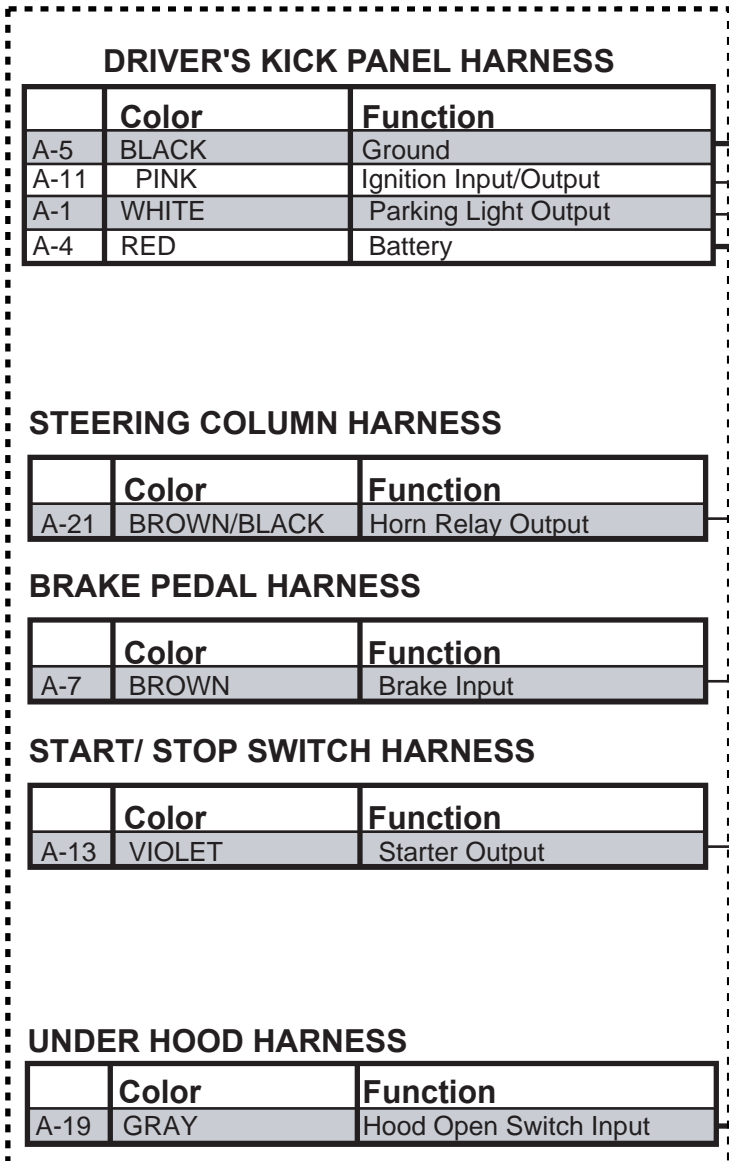 DRIVER'S KICK PANEL HARNESS
Color Function
A-5 BLACK Ground
A-11 PINK Ignition Input/Output
A-1 WHITE Parking Light Output
A-4 RED Battery
STEERING COLUMN HARNESS
Color Function
A-21 BROWN/BLACK Horn Relay Output
BRAKE PEDAL HARNESS
Color Function
A-7 BROWN Brake Input
START/ STOP SWITCH HARNESS
Color Function
A-13 VIOLET Starter Output
UNDER HOOD HARNESS
Color Function
A-19 GRAY Hood Open Switch Input